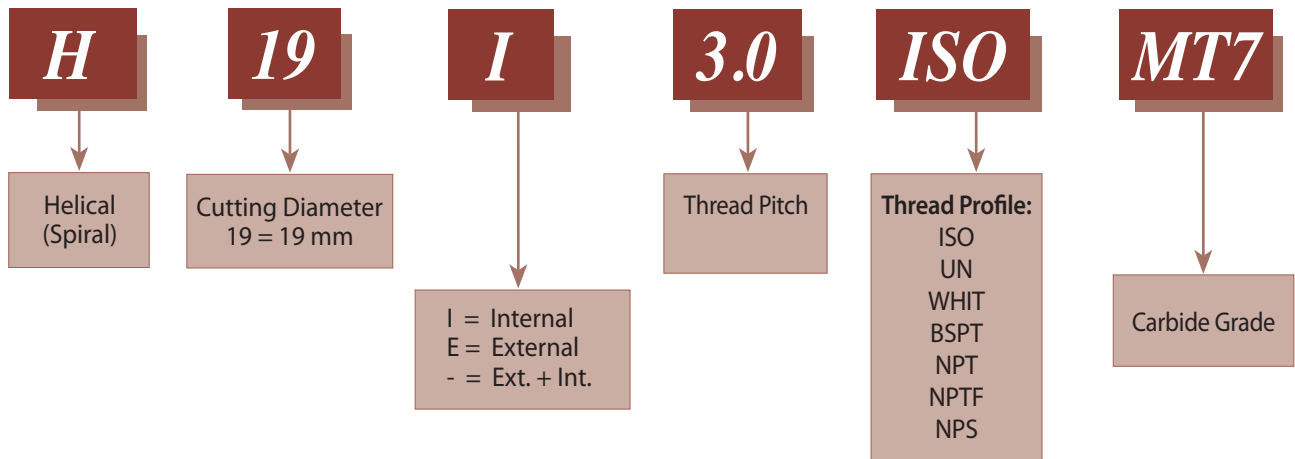 H 19 I 3.0 ISO MT7
Helical
(Spiral)
Cutting Diameter
19 = 19 mm
I = Internal
E = External
- = Ext. + Int.
Thread Pitch
Thread Profile:
ISO
UN
WHIT
BSPT
NPT
NPTF
NPS
Carbide Grade